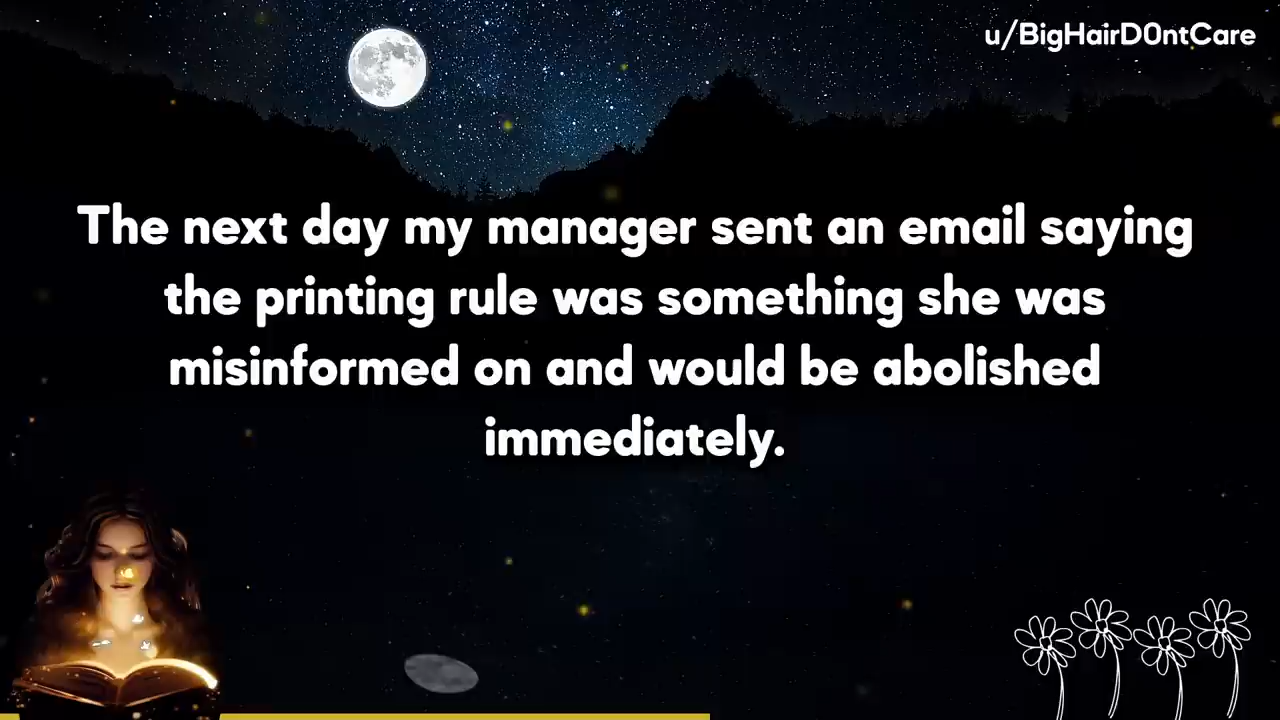 u/BigHairD0ntCare
The next day my manager sent an email saying
the printing rule was something she was
misinformed on and would be abolished
immediately.